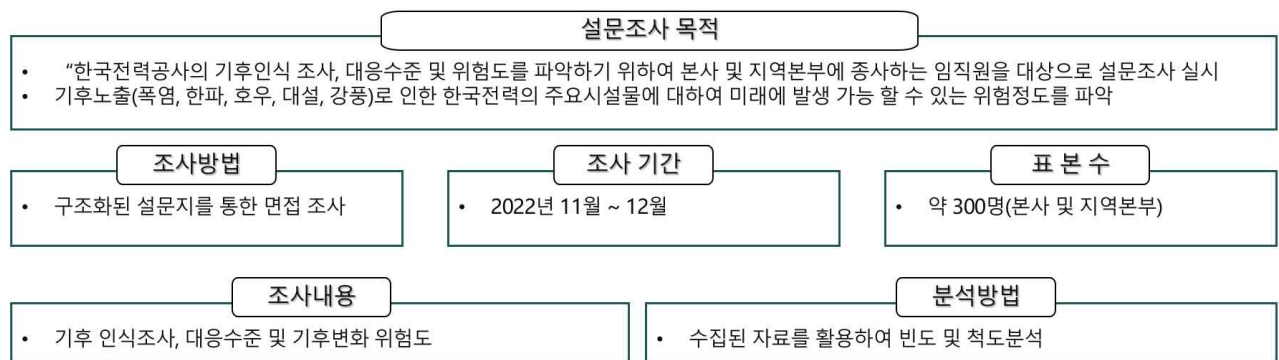 설문조사 목적
• “한국전력공사의 기후인식 조사, 대응수준 및 위험도를 파악하기 위하여 본사 및 지역본부에 종사하는 임직원을 대상으로 설문조사 실시
• 기후노출(폭염, 한파, 호우, 대설, 강풍)로 인한 한국전력의 주요시설물에 대하여 미래에 발생 가능 할 수 있는 위험정도를 파악
조사방법
• 구조화된 설문지를 통한 면접 조사
조사 기간
• 2022년 11월 ~ 12월
표 본 수
• 약 300명(본사 및 지역본부)
조사내용
• 기후 인식조사, 대응수준 및 기후변화 위험도
분석방법
• 수집된 자료를 활용하여 빈도 및 척도분석